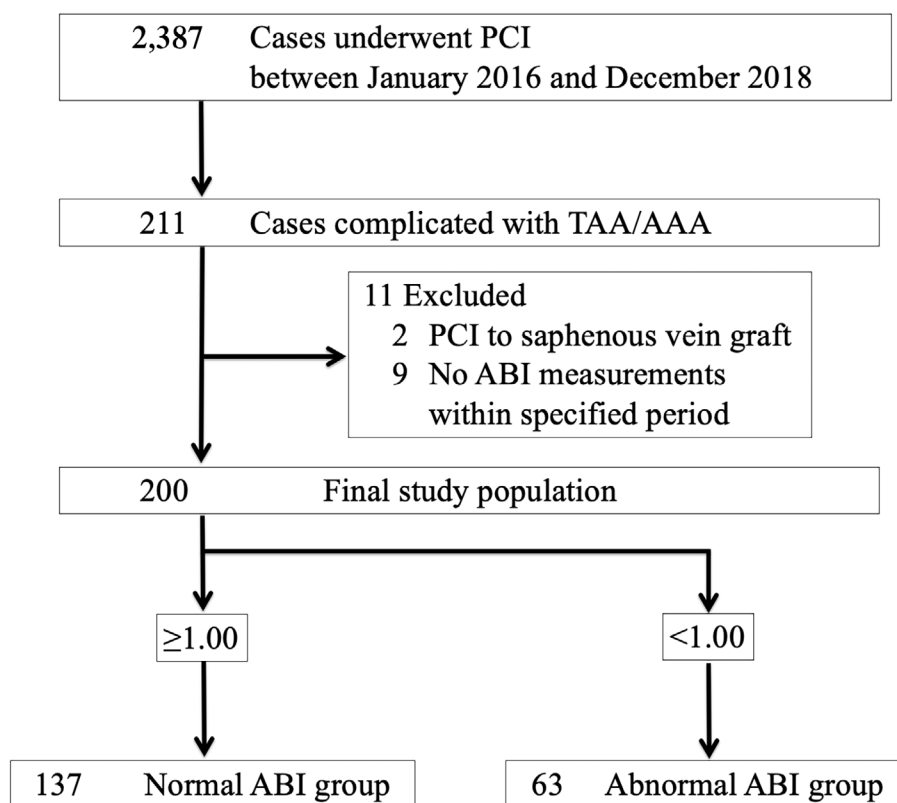 2,387 Cases underwent PCI
between January 2016 and December 2018
211 Cases complicated with TAA/AAA
11 Excluded
2 PCI to saphenous vein graft
9 No ABI measurements
within specified period
200 Final study population
≥1.00
<1.00
137 Normal ABI group
63 Abnormal ABI group